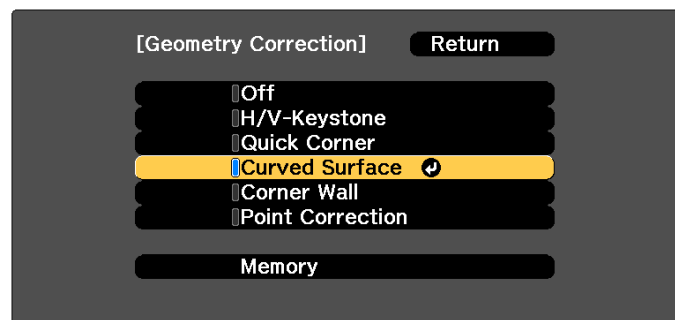 [Geometry Correction] Return
Off
H/V-Keystone
Quick Corner
Curved Surface
Corner Wall
Point Correction
Memory